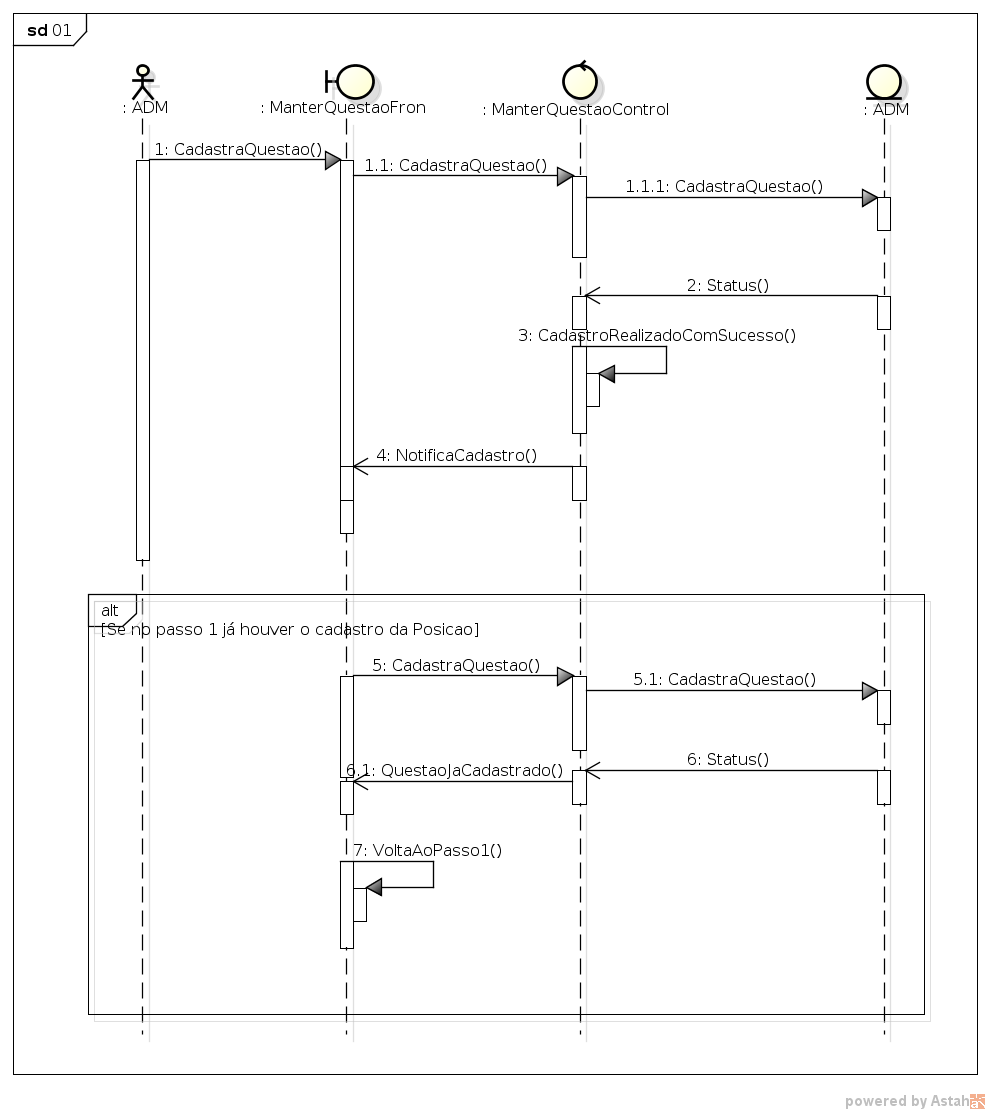 sd 01
: ADM
: ManterQuestaoFron
: ManterQuestaoControl
: ADM
1: CadastraQuestao()
1.1: CadastraQuestao()
1.1.1: CadastraQuestao()
2: Status()
3: CadastroRealizadoComSucesso()
4: NotificaCadastro()
alt
[Se no passo 1 já houver o cadastro da Posicao]
5: CadastraQuestao()
5.1: CadastraQuestao()
6: Status()
6.1: QuestaoJaCadastrado()
7: VoltaAoPasso1()
powered by Astah